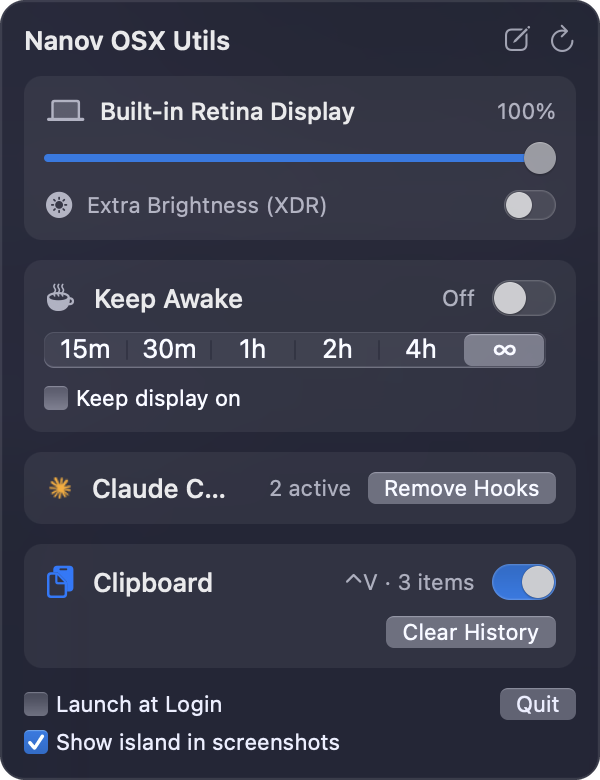 Nanov OSX Utils
Built-in Retina Display 100%
Extra Brightness (XDR)
Keep Awake Off
15m 30m 1h 2h 4h ∞
Keep display on
Claude C... 2 active Remove Hooks
Clipboard ^V · 3 items
Clear History
Launch at Login Quit
Show island in screenshots